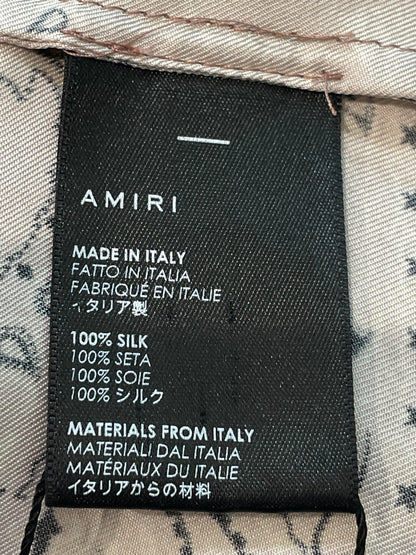 AMIRI
MADE IN ITALY
FATTO IN ITALIA
FABRIQUÉ EN ITALIE
イタリア製
100% SILK
100% SETA
100% SOIE
100% シルク
MATERIALS FROM ITALY
MATERIALI DAL ITALIA
MATÉRIAUX DU ITALIE
イタリアからの材料